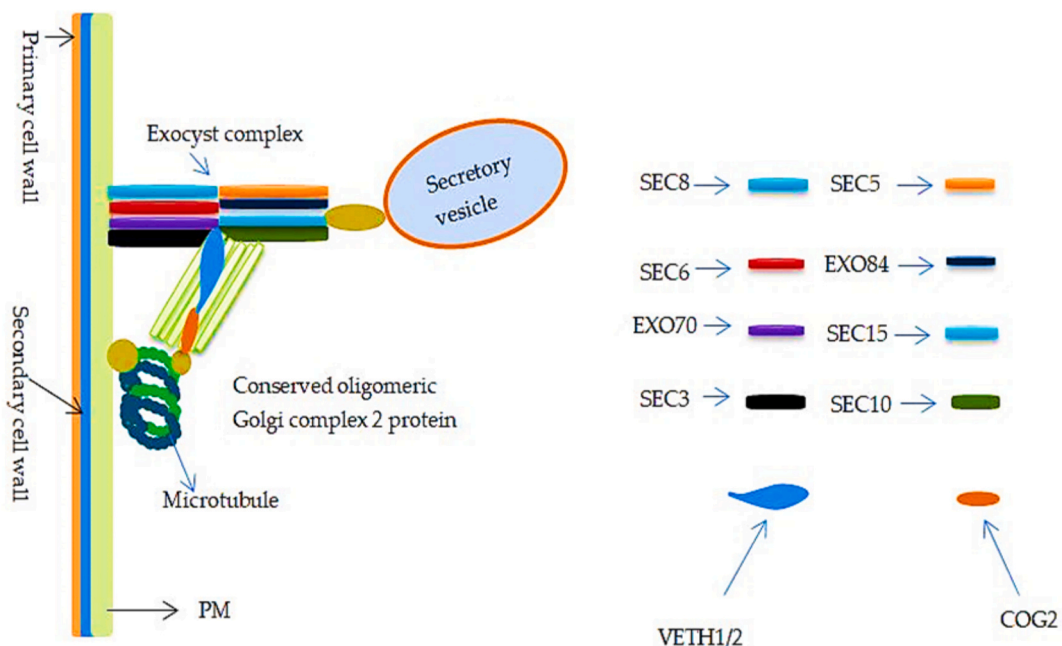 Primary cell wall
Exocyst complex
Secretory
vesicle
Secondary cell wall
Conserved oligomeric
Golgi complex 2 protein
Microtubule
PM
SEC8
SEC5
SEC6
EXO84
EXO70
SEC15
SEC3
SEC10
VETH1/2
COG2